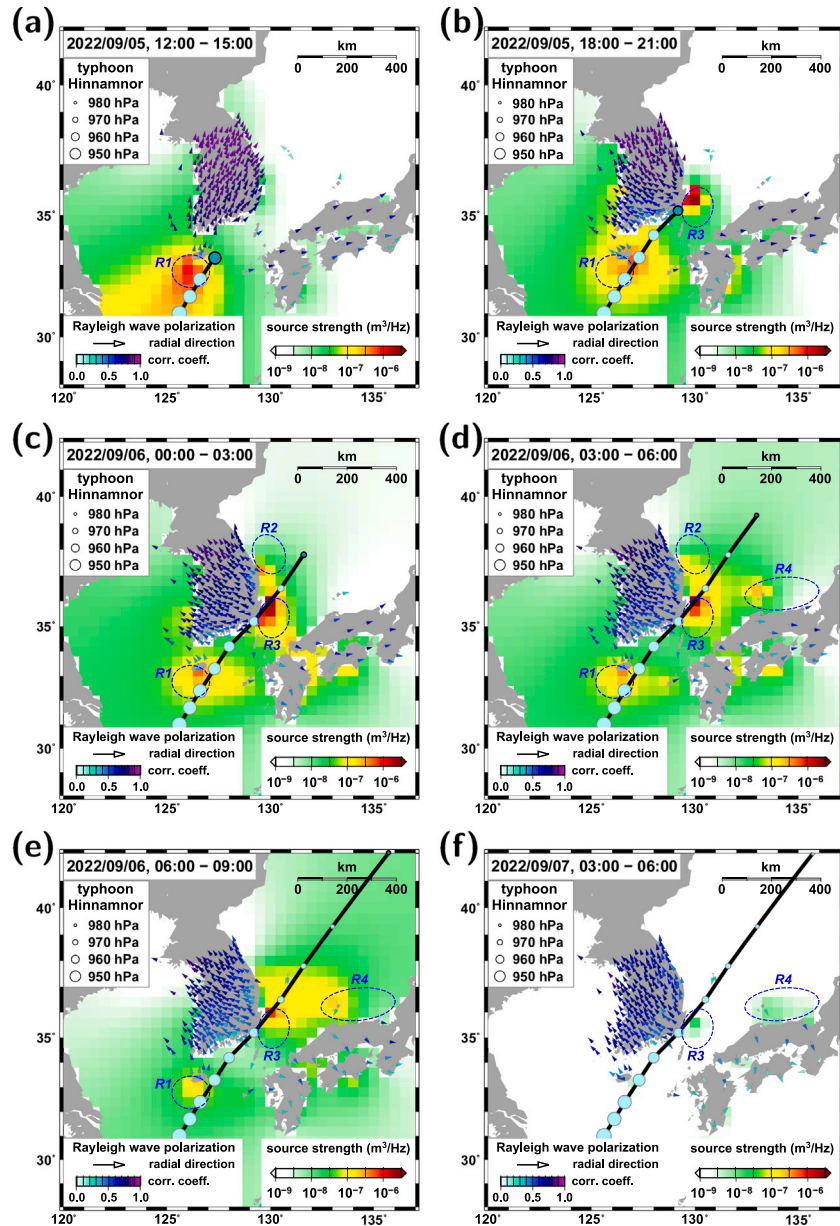 (a)
2022/09/05, 12:00 − 15:00
km
0 200 400
typhoon
Hinnamnor
980 hPa
970 hPa
960 hPa
950 hPa
R1
Rayleigh wave polarization
radial direction
corr. coeff.
0.0 0.5 1.0
source strength (m³/Hz)
10⁻⁹ 10⁻⁸ 10⁻⁷ 10⁻⁶
40˚
35˚
30˚
120˚ 125˚ 130˚ 135˚
(b)
2022/09/05, 18:00 − 21:00
km
0 200 400
typhoon
Hinnamnor
980 hPa
970 hPa
960 hPa
950 hPa
R1
R3
Rayleigh wave polarization
radial direction
corr. coeff.
0.0 0.5 1.0
source strength (m³/Hz)
10⁻⁹ 10⁻⁸ 10⁻⁷ 10⁻⁶
40˚
35˚
30˚
120˚ 125˚ 130˚ 135˚
(c)
2022/09/06, 00:00 − 03:00
km
0 200 400
typhoon
Hinnamnor
980 hPa
970 hPa
960 hPa
950 hPa
R2
R3
R1
Rayleigh wave polarization
radial direction
corr. coeff.
0.0 0.5 1.0
source strength (m³/Hz)
10⁻⁹ 10⁻⁸ 10⁻⁷ 10⁻⁶
40˚
35˚
30˚
120˚ 125˚ 130˚ 135˚
(d)
2022/09/06, 03:00 − 06:00
km
0 200 400
typhoon
Hinnamnor
980 hPa
970 hPa
960 hPa
950 hPa
R2
R4
R3
R1
Rayleigh wave polarization
radial direction
corr. coeff.
0.0 0.5 1.0
source strength (m³/Hz)
10⁻⁹ 10⁻⁸ 10⁻⁷ 10⁻⁶
40˚
35˚
30˚
120˚ 125˚ 130˚ 135˚
(e)
2022/09/06, 06:00 − 09:00
km
0 200 400
typhoon
Hinnamnor
980 hPa
970 hPa
960 hPa
950 hPa
R4
R3
R1
Rayleigh wave polarization
radial direction
corr. coeff.
0.0 0.5 1.0
source strength (m³/Hz)
10⁻⁹ 10⁻⁸ 10⁻⁷ 10⁻⁶
40˚
35˚
30˚
120˚ 125˚ 130˚ 135˚
(f)
2022/09/07, 03:00 − 06:00
km
0 200 400
typhoon
Hinnamnor
980 hPa
970 hPa
960 hPa
950 hPa
R4
R3
Rayleigh wave polarization
radial direction
corr. coeff.
0.0 0.5 1.0
source strength (m³/Hz)
10⁻⁹ 10⁻⁸ 10⁻⁷ 10⁻⁶
40˚
35˚
30˚
120˚ 125˚ 130˚ 135˚